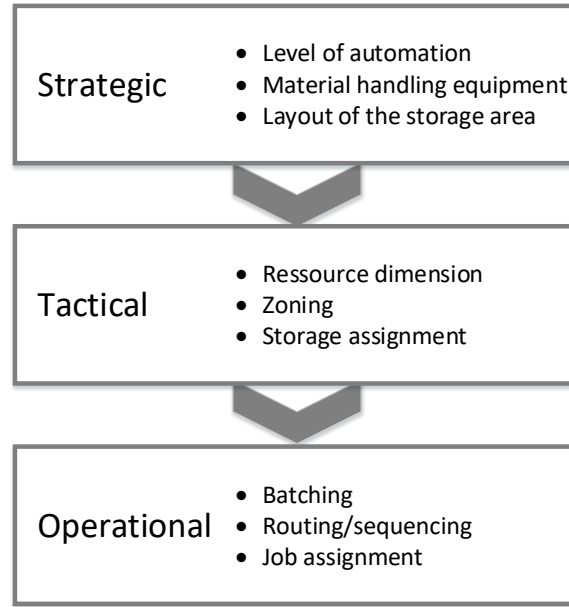 Strategic
• Level of automation
• Material handling equipment
• Layout of the storage area
Tactical
• Ressource dimension
• Zoning
• Storage assignment
Operational
• Batching
• Routing/sequencing
• Job assignment